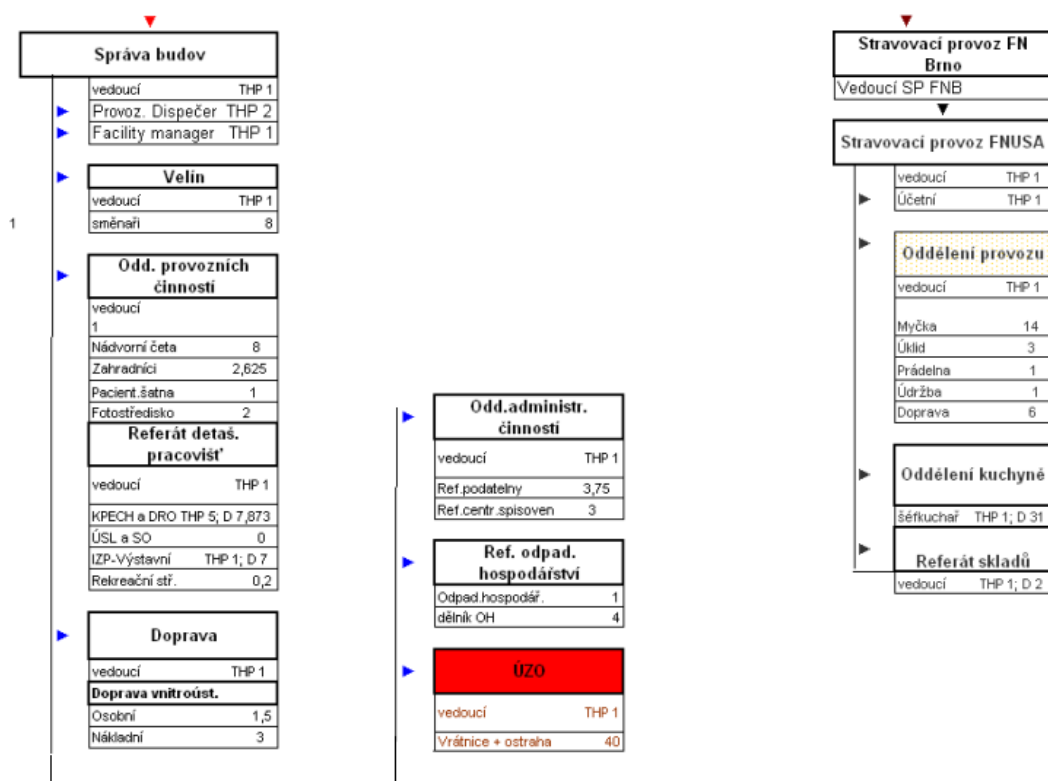 Správa budov
vedoucí THP 1
Provoz. Dispečer THP 2
Facility manager THP 1
Velín
vedoucí THP 1
směnaři 8
1
Odd. provozních
činností
vedoucí
1
Nádvorní četa 8
Zahradníci 2,625
Pacient.šatna 1
Fotostředisko 2
Referát detaš.
pracovišť
vedoucí THP 1
KPECH a DRO THP 5; D 7,873
ÚSL a SO 0
IZP-Výstavní THP 1; D 7
Rekreační stř. 0,2
Doprava
vedoucí THP 1
Doprava vnitroúst.
Osobní 1,5
Nákladní 3
Odd.administr.
činností
vedoucí THP 1
Ref.podatelny 3,75
Ref.centr.spisoven 3
Ref. odpad.
hospodářství
Odpad.hospodář. 1
dělník OH 4
ÚZO
vedoucí THP 1
Vrátnice + ostraha 40
Stravovací provoz FN
Brno
Vedoucí SP FNB
Stravovací provoz FNUSA
vedoucí THP 1
Účetní THP 1
Oddělení provozu
vedoucí THP 1
Myčka 14
Úklid 3
Prádelna 1
Údržba 1
Doprava 6
Oddělení kuchyně
šéfkuchař THP 1; D 31
Referát skladů
vedoucí THP 1; D 2